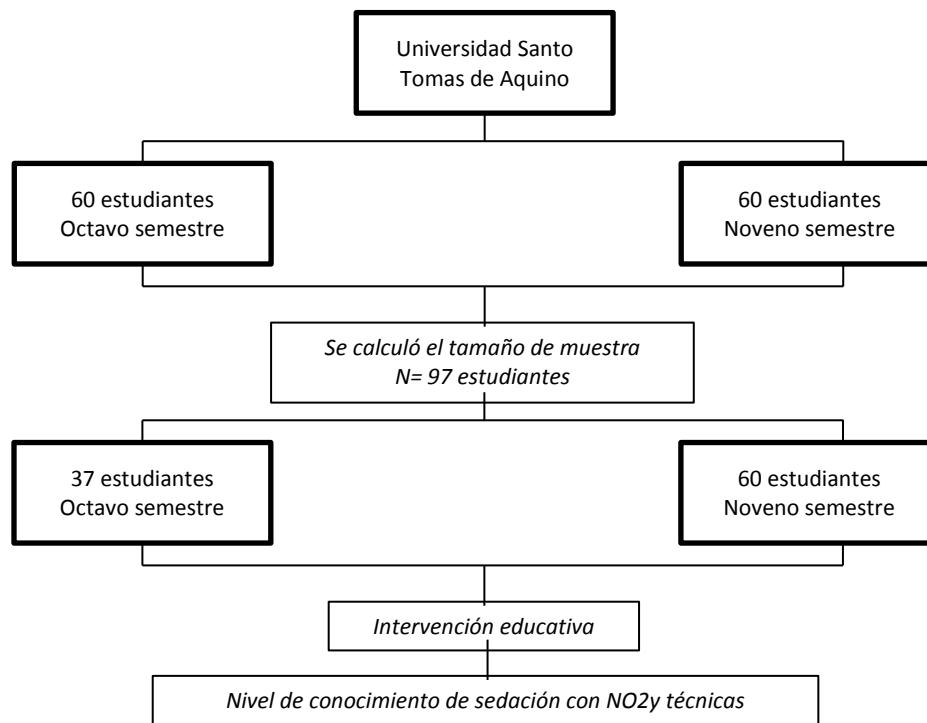 Universidad Santo
Tomas de Aquino
60 estudiantes
Octavo semestre
60 estudiantes
Noveno semestre
Se calculó el tamaño de muestra
N= 97 estudiantes
37 estudiantes
Octavo semestre
60 estudiantes
Noveno semestre
Intervención educativa
Nivel de conocimiento de sedación con NO2y técnicas